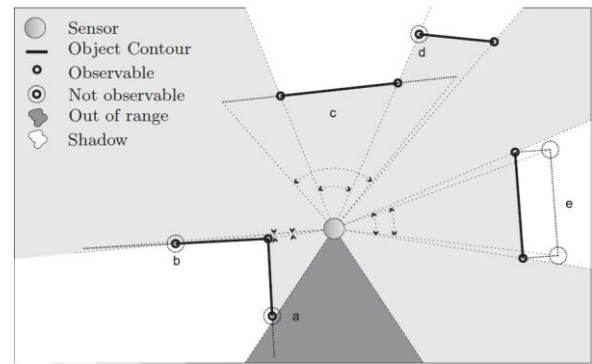 Sensor
Object Contour
Observable
Not observable
Out of range
Shadow
d
c
e
b
a